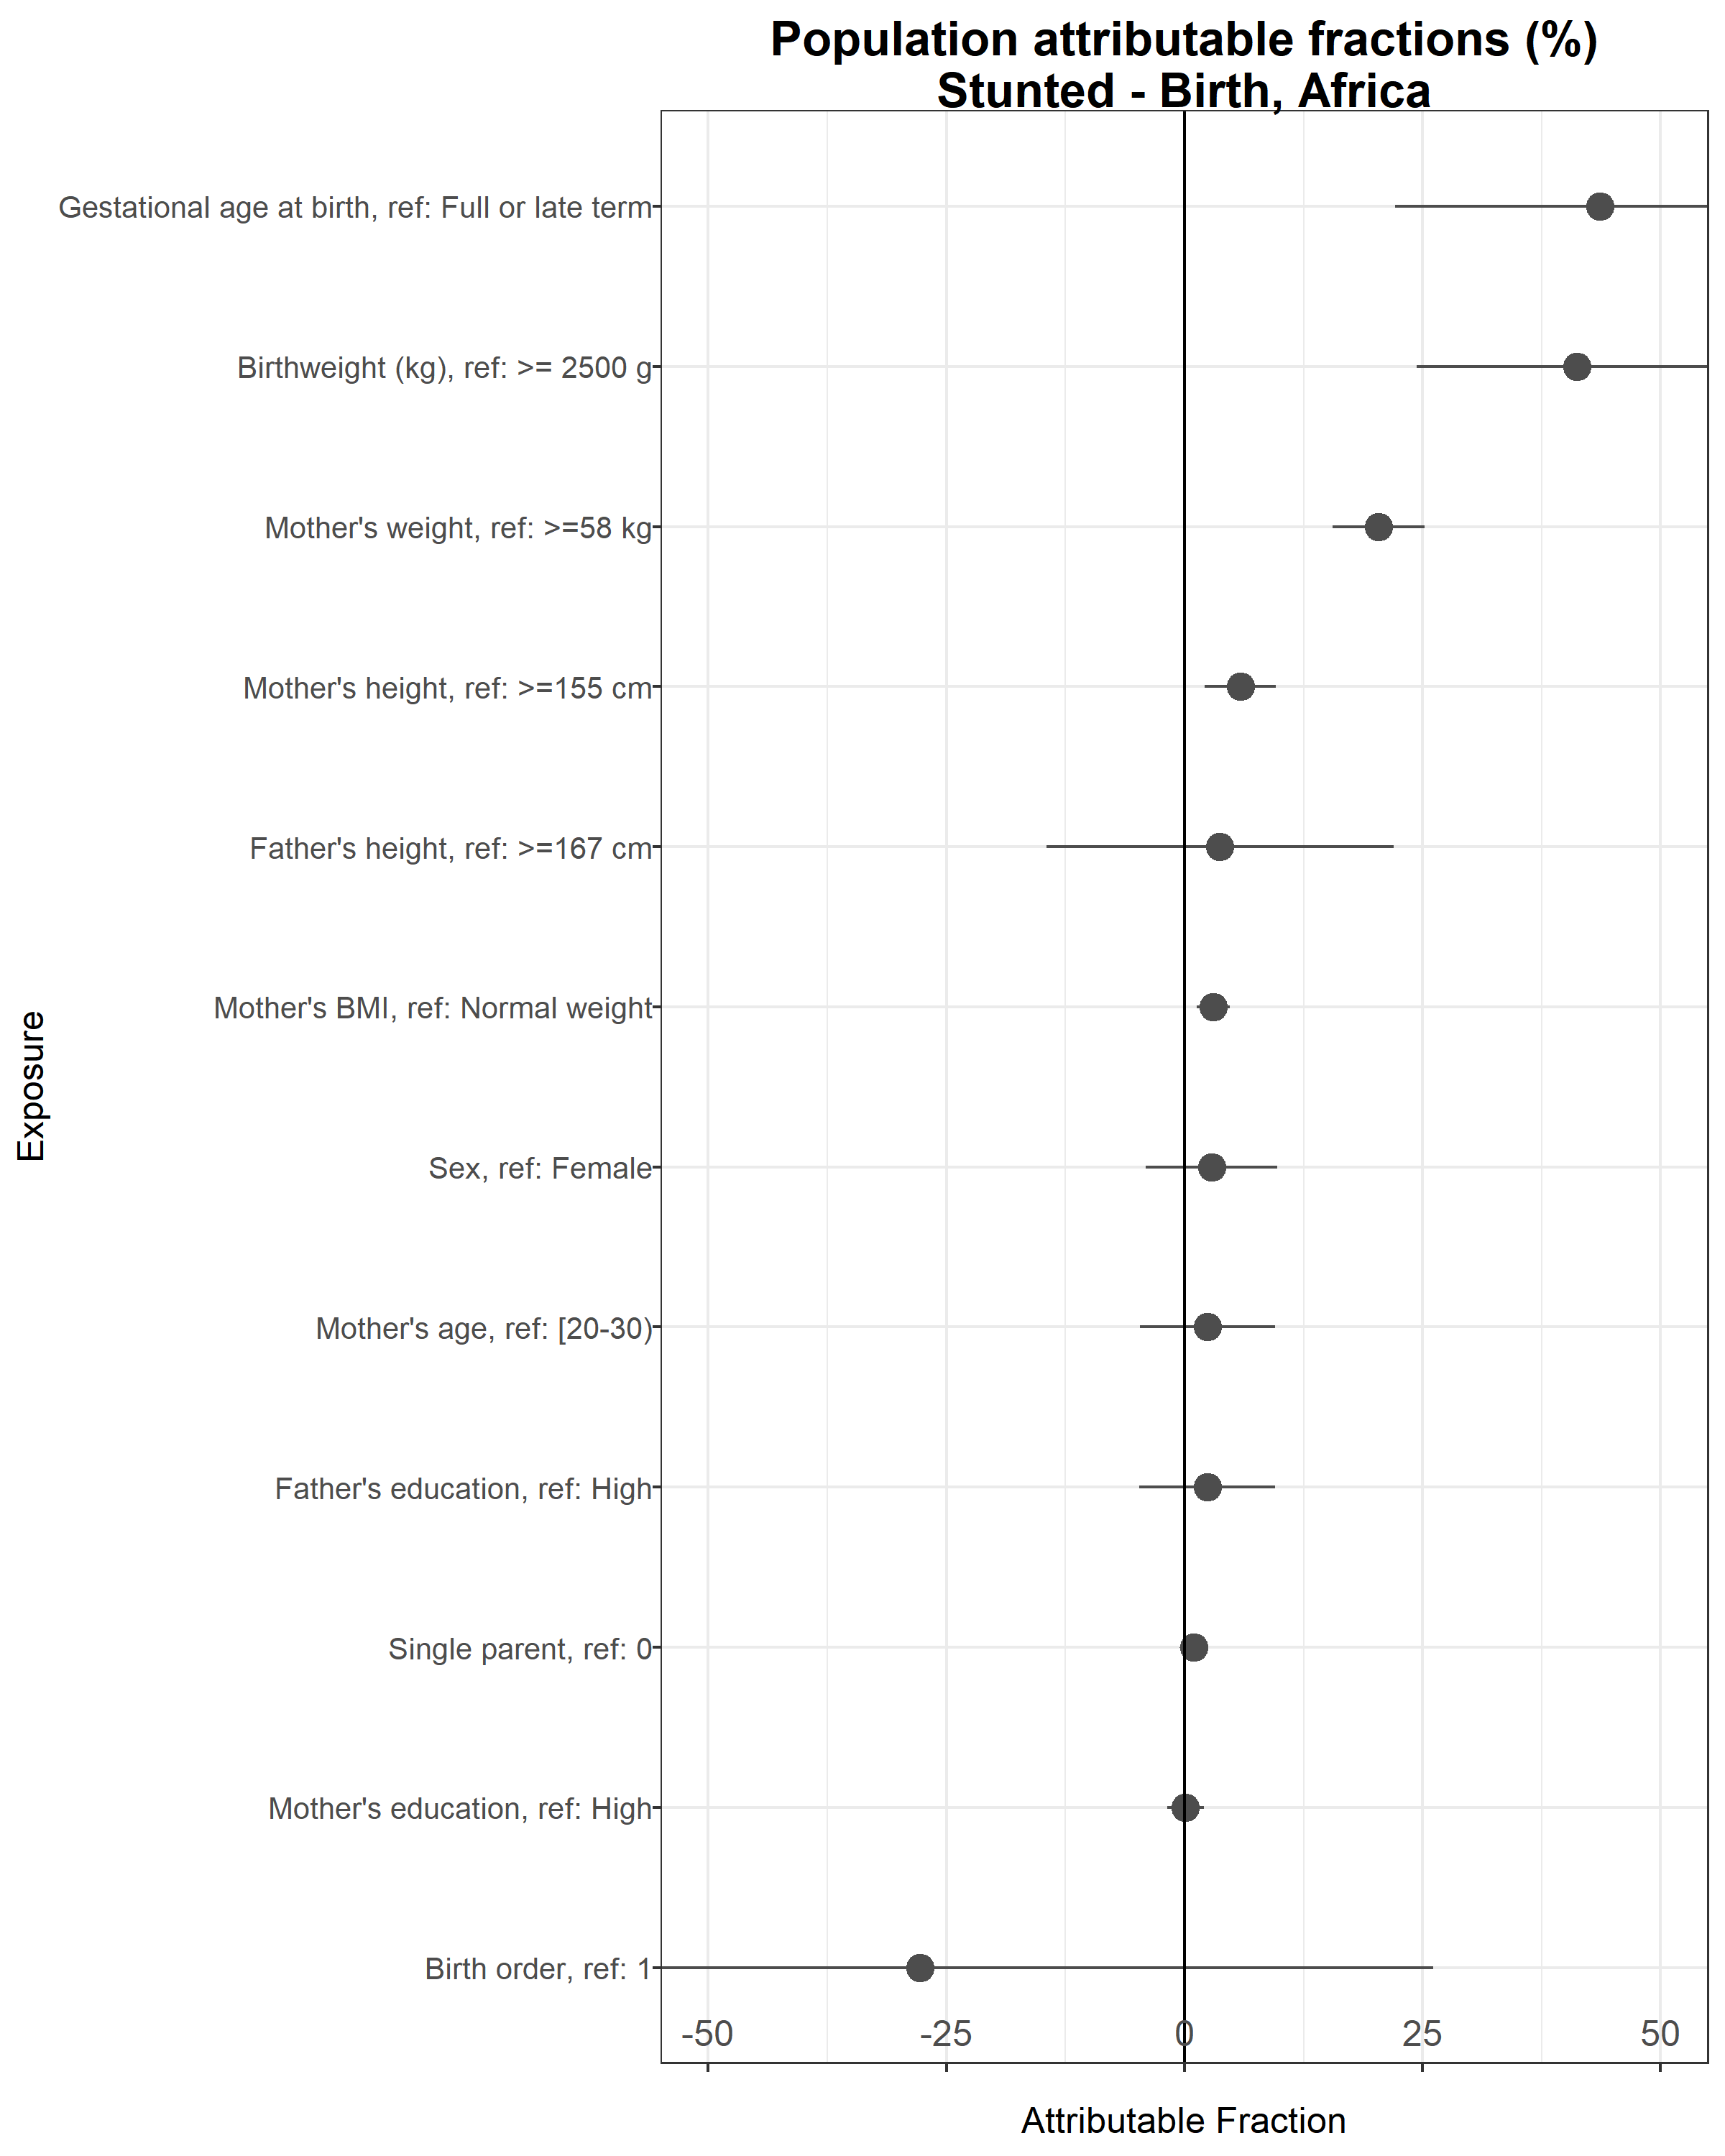 Population attributable fractions (%)
Stunted - Birth, Africa
Gestational age at birth, ref: Full or late term
Birthweight (kg), ref: >= 2500 g
Mother's weight, ref: >=58 kg
Mother's height, ref: >=155 cm
Father's height, ref: >=167 cm
Mother's BMI, ref: Normal weight
Sex, ref: Female
Mother's age, ref: [20-30)
Father's education, ref: High
Single parent, ref: 0
Mother's education, ref: High
Birth order, ref: 1
Exposure
-50 -25 0 25 50
Attributable Fraction